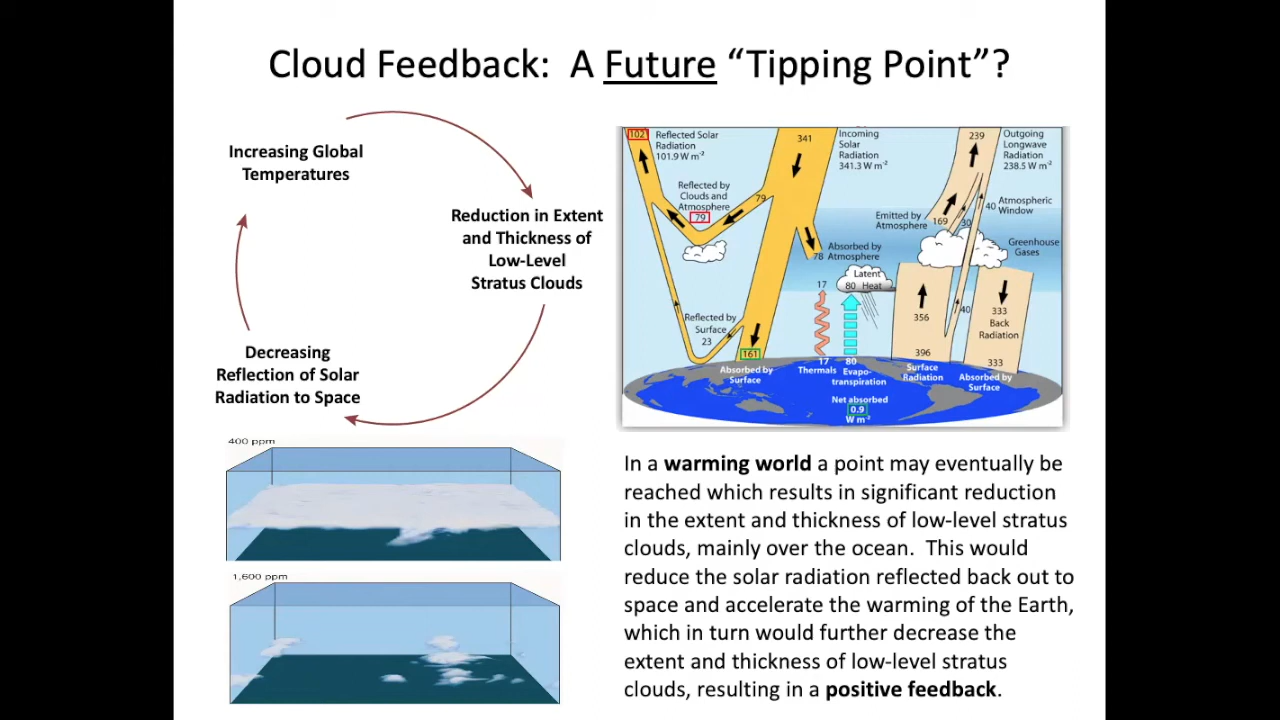 Cloud Feedback: A Future “Tipping Point”?
Increasing Global
Temperatures
Reduction in Extent
and Thickness of
Low-Level
Stratus Clouds
Decreasing
Reflection of Solar
Radiation to Space
102
Reflected Solar
Radiation
101.9 W m⁻²
341
Incoming
Solar
Radiation
341.3 W m⁻²
239
Outgoing
Longwave
Radiation
238.5 W m⁻²
Reflected by
Clouds and
Atmosphere
79
79
Emitted by
Atmosphere
169
30
40
Atmospheric
Window
Greenhouse
Gases
78
Absorbed by
Atmosphere
17
Latent
80 Heat
Reflected by
Surface
23
356
40
333
Back
Radiation
161
Absorbed by
Surface
17
Thermals
80
Evapo-
transpiration
396
Surface
Radiation
333
Absorbed by
Surface
Net absorbed
0.9
W m⁻²
400 ppm
1,600 ppm
In a warming world a point may eventually be
reached which results in significant reduction
in the extent and thickness of low-level stratus
clouds, mainly over the ocean. This would
reduce the solar radiation reflected back out to
space and accelerate the warming of the Earth,
which in turn would further decrease the
extent and thickness of low-level stratus
clouds, resulting in a positive feedback.